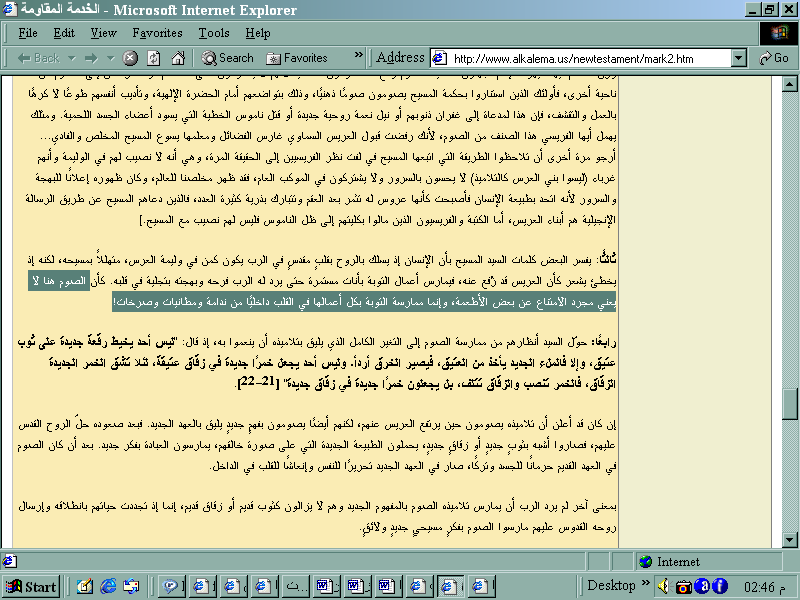 الخدمة المقاومة - Microsoft Internet Explorer
File Edit View Favorites Tools Help
Back Search Favorites » Address http://www.alkalema.us/newtestament/mark2.htm Go
ناحية أخرى، فأولئك الذين استناروا بحكمة المسيح يصومون صومًا ذهنيًا، وذلك بتواضعهم أمام الحضرة الإلهية، وتأديب أنفسهم طوعًا لا كرهًا
بالعمل والتقشف، فإن هذا لمدعاة إلى غفران ذنوبهم أو نيل نعمة روحية جديدة أو قتل ناموس الخطية التي يسود أعضاء الجسد اللحمية. ومثلك
يهمل أيها الفريسي هذا الصنف من الصوم، لأنك رفضت قبول العريس السماوي غارس الفضائل ومعلمها يسوع المسيح المخلص والفادي...
أرجو مرة أخرى أن تلاحظوا الطريقة التي اتبعها المسيح في لفت نظر الفريسيين إلى الحقيقة المرة، وهي أنه لا نصيب لهم في الوليمة وأنهم
غرباء (ليسوا بني العرس كالتلاميذ) لا يحسون بالسرور ولا يشتركون في الموكب العام، فقد ظهر مخلصنا للعالم، وكان ظهوره إعلانًا للبهجة
والسرور لأنه اتحد بطبيعة الإنسان فأصبحت كأنها عروس له تثمر بعد العقم وتتبارك بذرية كثيرة العدد، فالذين دعاهم المسيح عن طريق الرسالة
الإنجيلية هم أبناء العريس، أما الكتبة والفريسيون الذين مالوا بكليتهم إلى ظل الناموس فليس لهم نصيب مع المسيح.]
ثالثًا: يفسر البعض كلمات السيد المسيح بأن الإنسان إذ يسلك بالروح بقلبٍ مقدسٍ في الرب يكون كمن في وليمة العرس، متهللاً بمسيحه، لكنه إذ
يخطئ يشعر كأن العريس قد رُفع عنه، فيمارس أعمال التوبة بأنات مستمرة حتى يرد له الرب فرحه وبهجته بتجلية في قلبه. كأن الصوم هنا لا
يعني مجرد الامتناع عن بعض الأطعمة، وإنما ممارسة التوبة بكل أعمالها في القلب داخليًا من ندامة ومطانيات وصرخات!
رابعًا: حوّل السيد أنظارهم من ممارسة الصوم إلى التغير الكامل الذي يليق بتلاميذه أن ينعموا به، إذ قال: "ليس أحد يخيط رقعة جديدة على ثوب
عتيق، وإلا فالملء الجديد يأخذ من العتيق، فيصير الخرق أردأ. وليس أحد يجعل خمرًا جديدة في زقاق عتيقة، لئلا تشق الخمر الجديدة
الزقاق، فالخمر تنصب والزقاق تتلف، بل يجعلون خمرًا جديدة في زقاق جديدة" [21–22].
إن كان قد أعلن أن تلاميذه يصومون حين يرتفع العريس عنهم، لكنهم أيضًا يصومون بفهمٍ جديدٍ يليق بالعهد الجديد. فبعد صعوده حلّ الروح القدس
عليهم، فصاروا أشبه بثوبٍ جديدٍ أو زقاقٍ جديدٍ، يحملون الطبيعة الجديدة التي على صورة خالقهم، يمارسون العبادة بفكر جديد. بعد أن كان الصوم
في العهد القديم حرمانًا للجسد وتركًا، صار في العهد الجديد تحريرًا للنفس وإنعاشًا للقلب في الداخل.
بمعنى آخر لم يرد الرب أن يمارس تلاميذه الصوم بالمفهوم الجديد وهم لا يزالون كثوب قديم أو زقاق قديم، إنما إذ تجددت حياتهم بانطلاقه وإرسال
روحه القدوس عليهم مارسوا الصوم بفكرٍ مسيحي جديدٍ ولائقٍ.
Internet
Start Desktop » 02:46 م